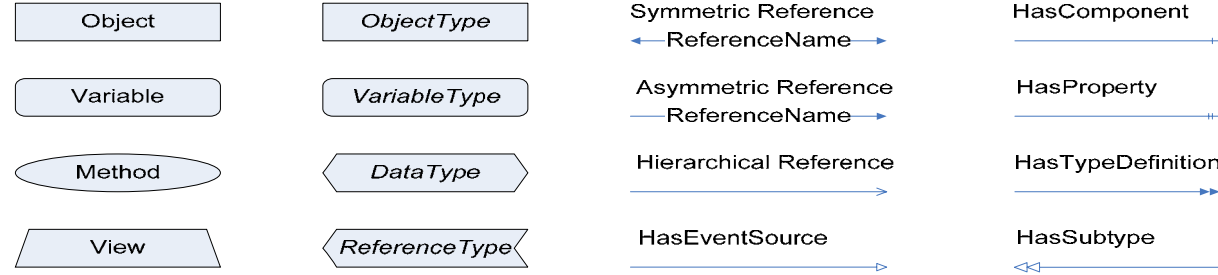 Object
ObjectType
Symmetric Reference
ReferenceName
HasComponent
Variable
VariableType
Asymmetric Reference
ReferenceName
HasProperty
Method
DataType
Hierarchical Reference
HasTypeDefinition
View
ReferenceType
HasEventSource
HasSubtype